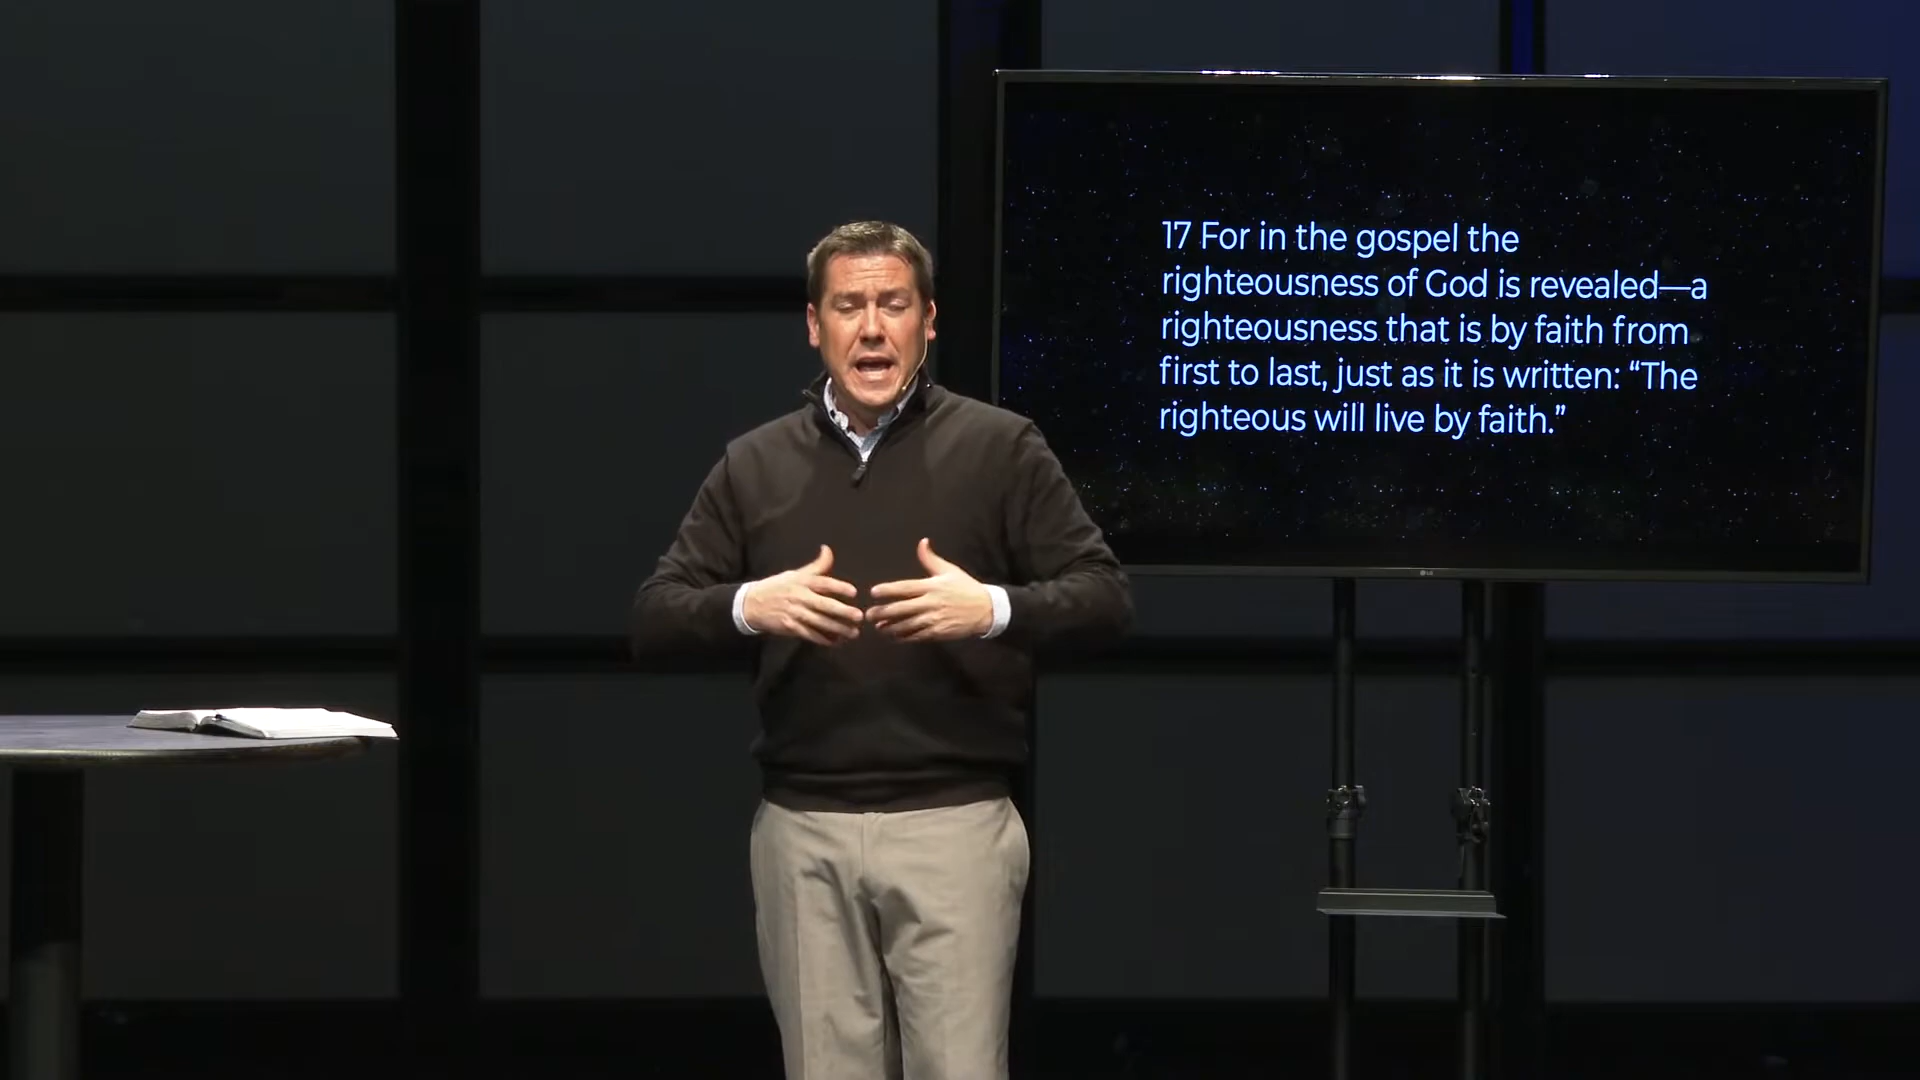 17 For in the gospel the
righteousness of God is revealed—a
righteousness that is by faith from
first to last, just as it is written: “The
righteous will live by faith.”
LG